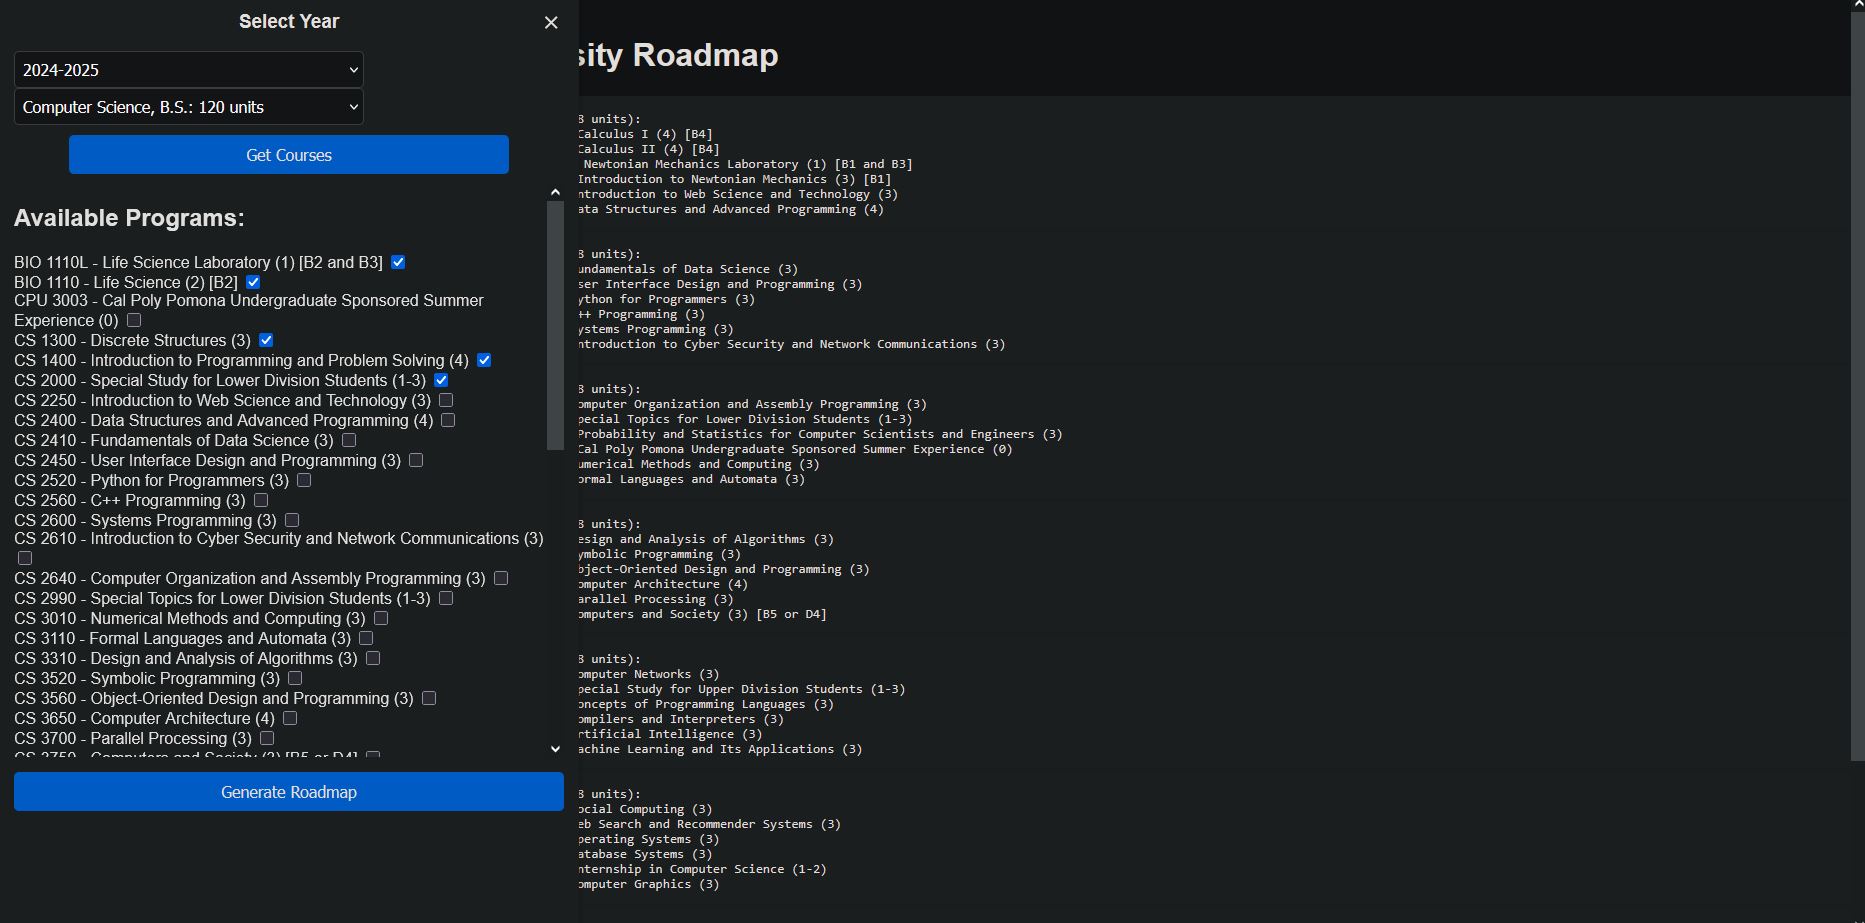 Select Year
2024-2025
Computer Science, B.S.: 120 units
Get Courses
Available Programs:
BIO 1110L - Life Science Laboratory (1) [B2 and B3]
BIO 1110 - Life Science (2) [B2]
CPU 3003 - Cal Poly Pomona Undergraduate Sponsored Summer
Experience (0)
CS 1300 - Discrete Structures (3)
CS 1400 - Introduction to Programming and Problem Solving (4)
CS 2000 - Special Study for Lower Division Students (1-3)
CS 2250 - Introduction to Web Science and Technology (3)
CS 2400 - Data Structures and Advanced Programming (4)
CS 2410 - Fundamentals of Data Science (3)
CS 2450 - User Interface Design and Programming (3)
CS 2520 - Python for Programmers (3)
CS 2560 - C++ Programming (3)
CS 2600 - Systems Programming (3)
CS 2610 - Introduction to Cyber Security and Network Communications (3)
CS 2640 - Computer Organization and Assembly Programming (3)
CS 2990 - Special Topics for Lower Division Students (1-3)
CS 3010 - Numerical Methods and Computing (3)
CS 3110 - Formal Languages and Automata (3)
CS 3310 - Design and Analysis of Algorithms (3)
CS 3520 - Symbolic Programming (3)
CS 3560 - Object-Oriented Design and Programming (3)
CS 3650 - Computer Architecture (4)
CS 3700 - Parallel Processing (3)
CS 3750 - Computers and Society (3) [B5 or D4]
Generate Roadmap
sity Roadmap
8 units):
Calculus I (4) [B4]
Calculus II (4) [B4]
Newtonian Mechanics Laboratory (1) [B1 and B3]
Introduction to Newtonian Mechanics (3) [B1]
ntroduction to Web Science and Technology (3)
ata Structures and Advanced Programming (4)
8 units):
undamentals of Data Science (3)
ser Interface Design and Programming (3)
ython for Programmers (3)
++ Programming (3)
ystems Programming (3)
ntroduction to Cyber Security and Network Communications (3)
8 units):
omputer Organization and Assembly Programming (3)
pecial Topics for Lower Division Students (1-3)
Probability and Statistics for Computer Scientists and Engineers (3)
Cal Poly Pomona Undergraduate Sponsored Summer Experience (0)
umerical Methods and Computing (3)
ormal Languages and Automata (3)
8 units):
esign and Analysis of Algorithms (3)
ymbolic Programming (3)
bject-Oriented Design and Programming (3)
omputer Architecture (4)
arallel Processing (3)
omputers and Society (3) [B5 or D4]
8 units):
omputer Networks (3)
pecial Study for Upper Division Students (1-3)
oncepts of Programming Languages (3)
ompilers and Interpreters (3)
rtificial Intelligence (3)
achine Learning and Its Applications (3)
8 units):
ocial Computing (3)
eb Search and Recommender Systems (3)
perating Systems (3)
atabase Systems (3)
nternship in Computer Science (1-2)
omputer Graphics (3)